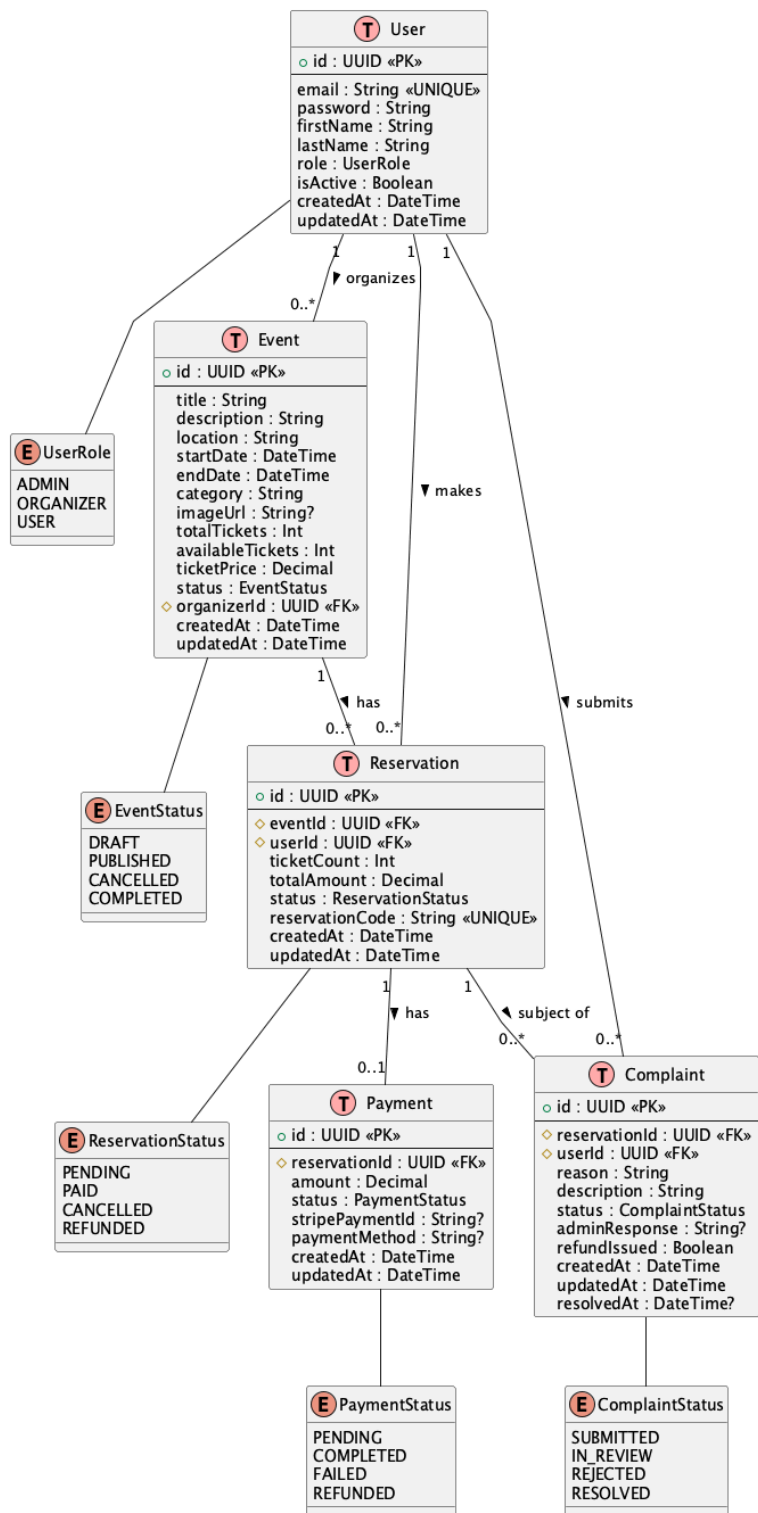 T User
id : UUID «PK»
email : String «UNIQUE»
password : String
firstName : String
lastName : String
role : UserRole
isActive : Boolean
createdAt : DateTime
updatedAt : DateTime
1
1
1
organizes
0..*
T Event
id : UUID «PK»
title : String
description : String
location : String
startDate : DateTime
endDate : DateTime
category : String
imageUrl : String?
totalTickets : Int
availableTickets : Int
ticketPrice : Decimal
status : EventStatus
organizerId : UUID «FK»
createdAt : DateTime
updatedAt : DateTime
E UserRole
ADMIN
ORGANIZER
USER
makes
1
has
submits
0..*
0..*
T Reservation
id : UUID «PK»
eventId : UUID «FK»
userId : UUID «FK»
ticketCount : Int
totalAmount : Decimal
status : ReservationStatus
reservationCode : String «UNIQUE»
createdAt : DateTime
updatedAt : DateTime
E EventStatus
DRAFT
PUBLISHED
CANCELLED
COMPLETED
1
1
has
subject of
0..1
0..*
0..*
T Complaint
id : UUID «PK»
reservationId : UUID «FK»
userId : UUID «FK»
reason : String
description : String
status : ComplaintStatus
adminResponse : String?
refundIssued : Boolean
createdAt : DateTime
updatedAt : DateTime
resolvedAt : DateTime?
T Payment
id : UUID «PK»
reservationId : UUID «FK»
amount : Decimal
status : PaymentStatus
stripePaymentId : String?
paymentMethod : String?
createdAt : DateTime
updatedAt : DateTime
E ReservationStatus
PENDING
PAID
CANCELLED
REFUNDED
E PaymentStatus
PENDING
COMPLETED
FAILED
REFUNDED
E ComplaintStatus
SUBMITTED
IN_REVIEW
REJECTED
RESOLVED